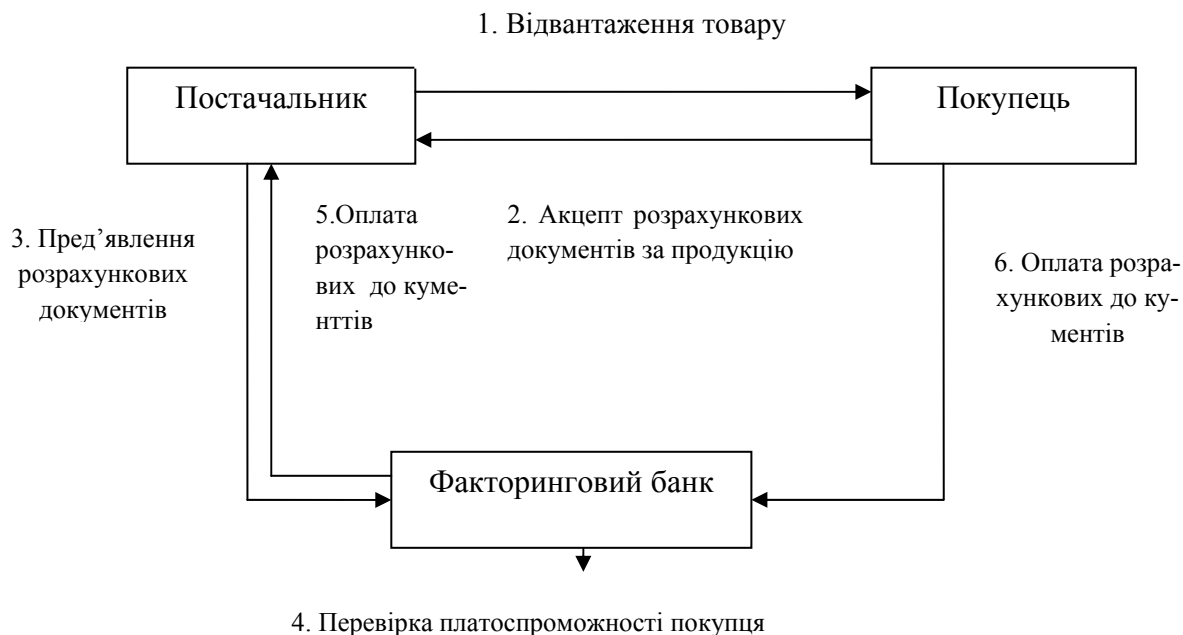 1. Відвантаження товару
Постачальник
Покупець
3. Пред’явлення
розрахункових
документів
5.Оплата
розрахунко-
вих до куме-
нттів
2. Акцепт розрахункових
документів за продукцію
6. Оплата розра-
хункових до ку-
ментів
Факторинговий банк
4. Перевірка платоспроможності покупця